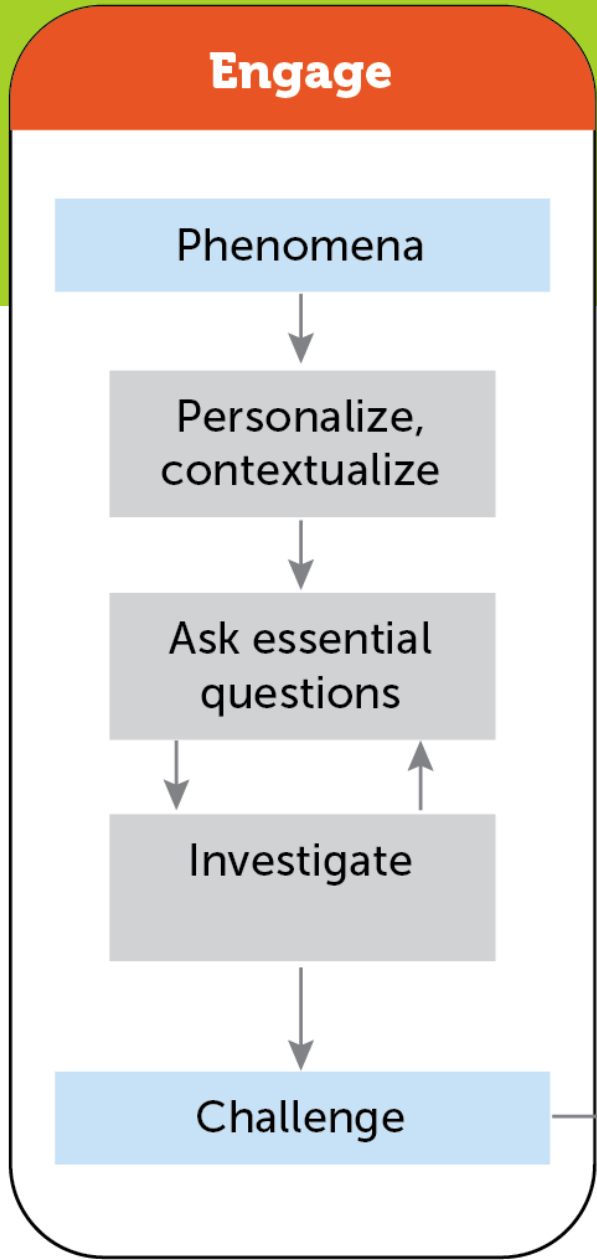 Engage
Phenomena
Personalize,
contextualize
Ask essential
questions
Investigate
Challenge